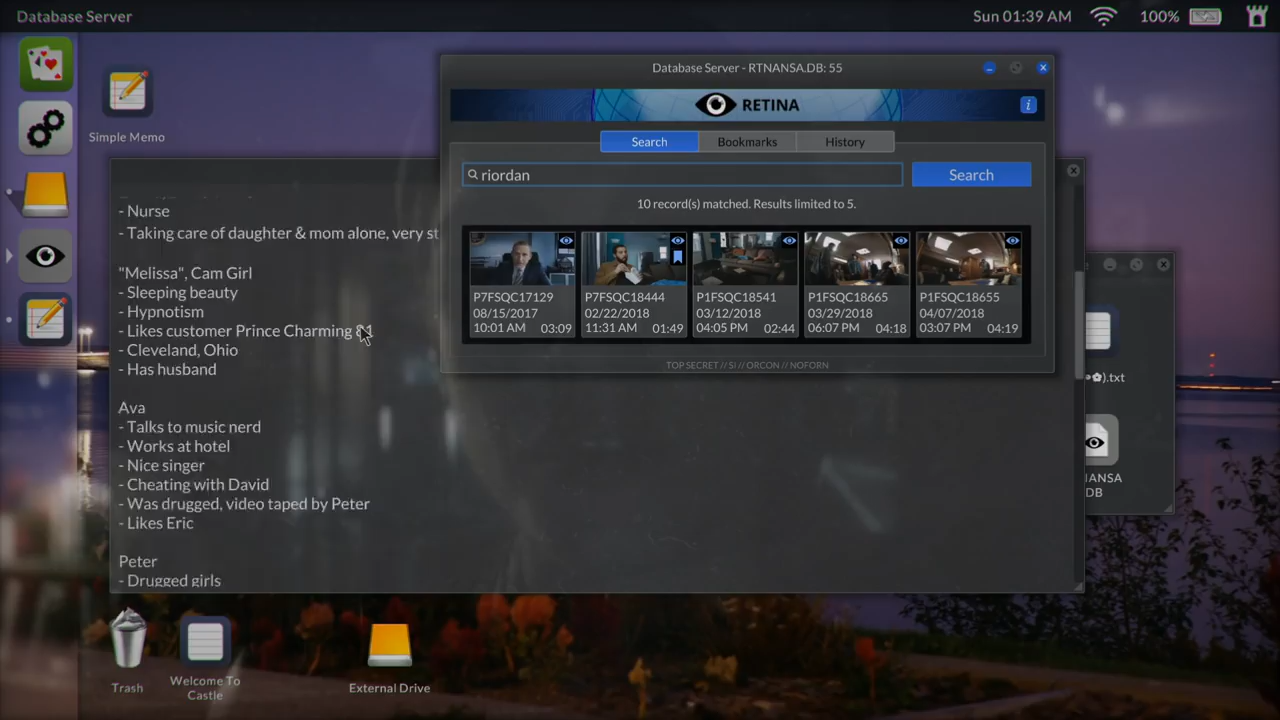 Database Server
Sun 01:39 AM
100%
Simple Memo
- Nurse
- Taking care of daughter & mom alone, very st
"Melissa", Cam Girl
- Sleeping beauty
- Hypnotism
- Likes customer Prince Charming
- Cleveland, Ohio
- Has husband
Ava
- Talks to music nerd
- Works at hotel
- Nice singer
- Cheating with David
- Was drugged, video taped by Peter
- Likes Eric
Peter
- Drugged girls
Database Server - RTNANSA.DB: 55
RETINA
i
Search
Bookmarks
History
riordan
Search
10 record(s) matched. Results limited to 5.
P7FSQC17129
08/15/2017
10:01 AM 03:09
P7FSQC18444
02/22/2018
11:31 AM 01:49
P1FSQC18541
03/12/2018
04:05 PM 02:44
P1FSQC18665
03/29/2018
06:07 PM 04:18
P1FSQC18655
04/07/2018
03:07 PM 04:19
TOP SECRET // SI // ORCON // NOFORN
).txt
ANSA
DB
Trash
Welcome To
Castle
External Drive